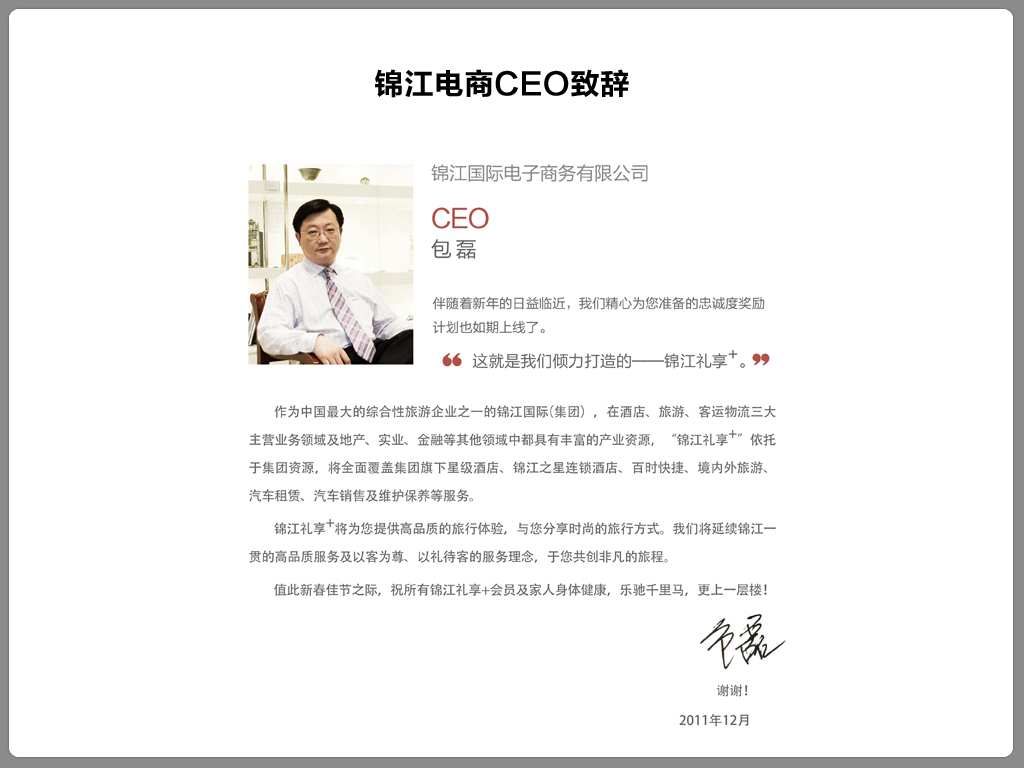 锦江电商CEO致辞
锦江国际电子商务有限公司
CEO
包 磊
伴随着新年的日益临近，我们精心为您准备的忠诚度奖励
计划也如期上线了。
“ 这就是我们倾力打造的——锦江礼享+。”
作为中国最大的综合性旅游企业之一的锦江国际(集团），在酒店、旅游、客运物流三大
主营业务领域及地产、实业、金融等其他领域中都具有丰富的产业资源，“锦江礼享+”依托
于集团资源，将全面覆盖集团旗下星级酒店、锦江之星连锁酒店、百时快捷、境内外旅游、
汽车租赁、汽车销售及维护保养等服务。
锦江礼享+将为您提供高品质的旅行体验，与您分享时尚的旅行方式。我们将延续锦江一
贯的高品质服务及以客为尊、以礼待客的服务理念，于您共创非凡的旅程。
值此新春佳节之际，祝所有锦江礼享+会员及家人身体健康，乐驰千里马，更上一层楼！
包磊
谢谢！
2011年12月